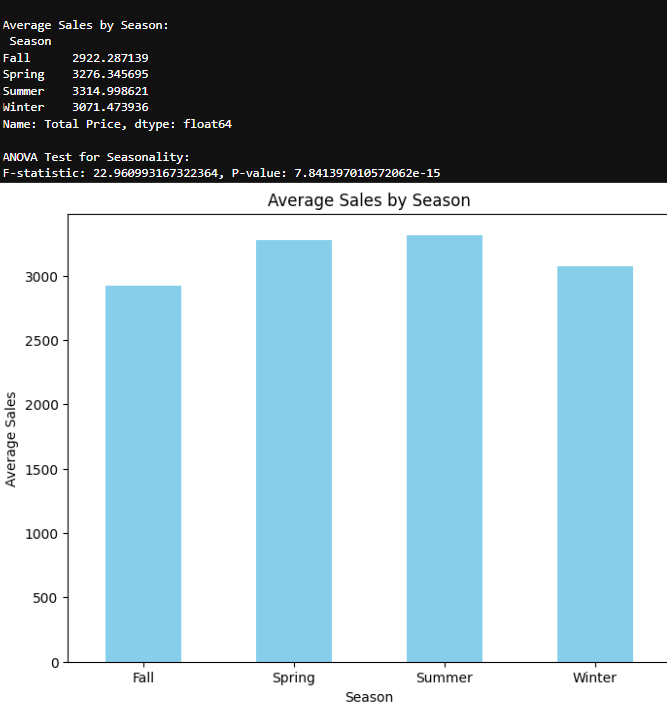 Average Sales by Season:
Season
Fall 2922.287139
Spring 3276.345695
Summer 3314.998621
Winter 3071.473936
Name: Total Price, dtype: float64
ANOVA Test for Seasonality:
F-statistic: 22.960993167322364, P-value: 7.841397010572062e-15
Average Sales by Season
3000
2500
2000
1500
1000
500
0
Average Sales
Fall Spring Summer Winter
Season